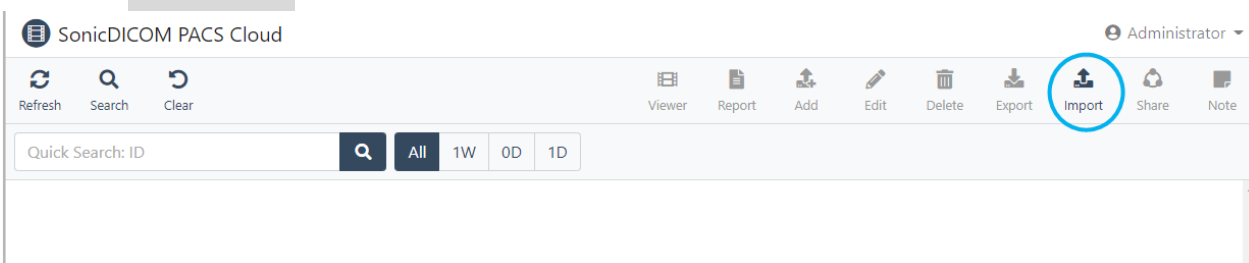 SonicDICOM PACS Cloud Administrator
Refresh Search Clear Viewer Report Add Edit Delete Export Import Share Note
Quick Search: ID All 1W 0D 1D